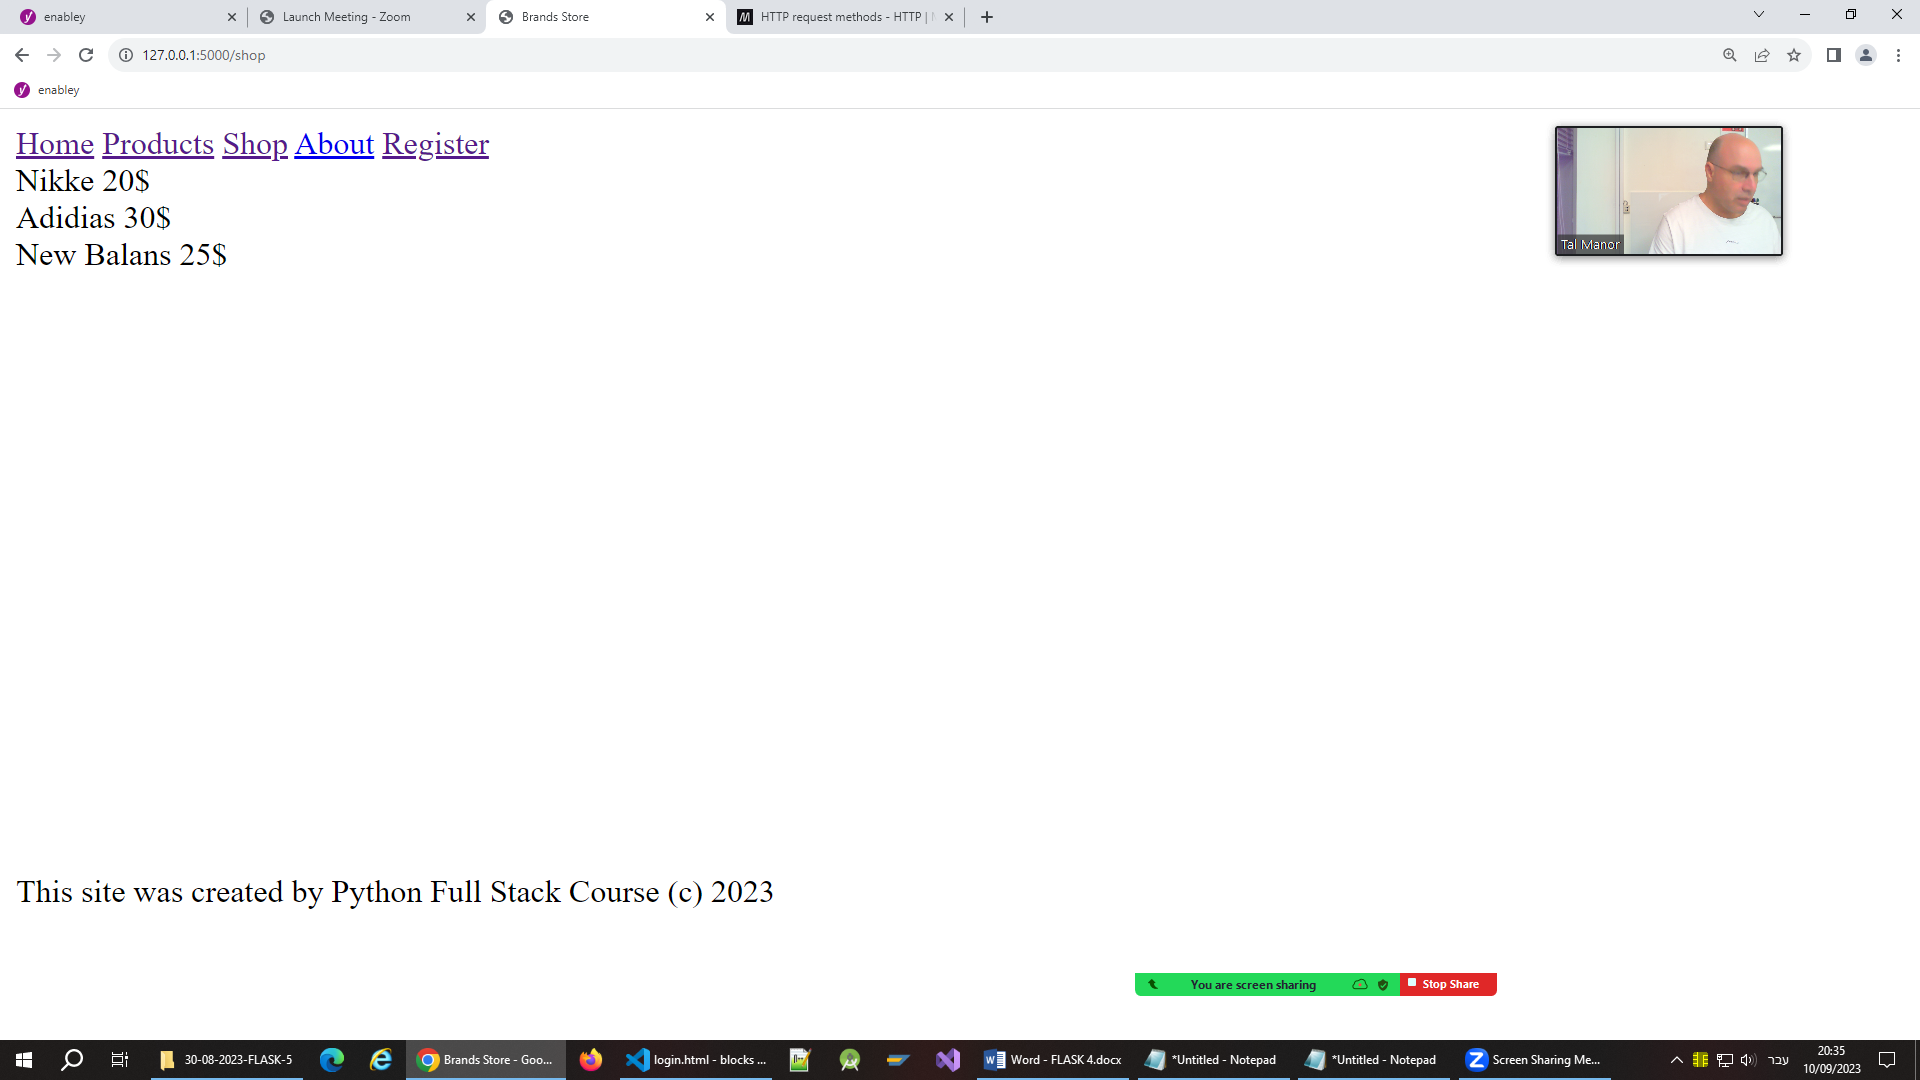 enabley
Launch Meeting - Zoom
Brands Store
HTTP request methods - HTTP |
127.0.0.1:5000/shop
enabley
Home Products Shop About Register
Nikke 20$
Adidias 30$
New Balans 25$
Tal Manor
This site was created by Python Full Stack Course (c) 2023
You are screen sharing
Stop Share
30-08-2023-FLASK-5
Brands Store - Goo...
login.html - blocks ...
Word - FLASK 4.docx
*Untitled - Notepad
*Untitled - Notepad
Screen Sharing Me...
עבר
20:35
10/09/2023